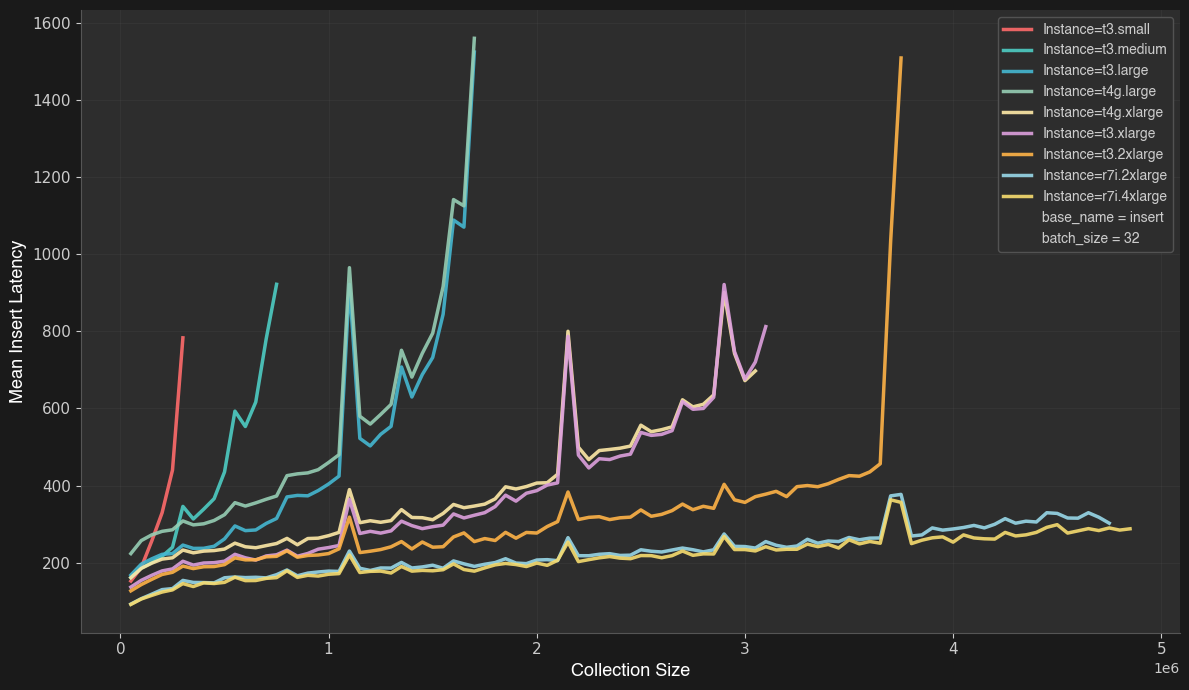 1600
1400
1200
1000
800
600
400
200
Mean Insert Latency
Instance=t3.small
Instance=t3.medium
Instance=t3.large
Instance=t4g.large
Instance=t4g.xlarge
Instance=t3.xlarge
Instance=t3.2xlarge
Instance=r7i.2xlarge
Instance=r7i.4xlarge
base_name = insert
batch_size = 32
0 1 2 3 4 5
1e6
Collection Size